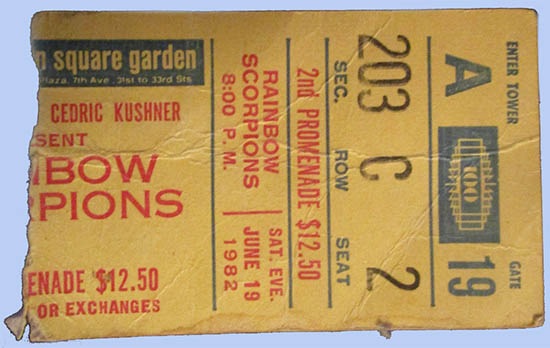 n square garden
Plaza, 7th Ave, 31st to 33rd Sts
CEDRIC KUSHNER
SENT
BOW
PIONS
ENADE $12.50
OR EXCHANGES
RAINBOW
SCORPIONS
8:00 P.M.
SAT. EVE.
JUNE 19
1982
2nd PROMENADE $12.50
203 C 2
SEC. ROW SEAT
ENTER TOWER
A
GATE
19